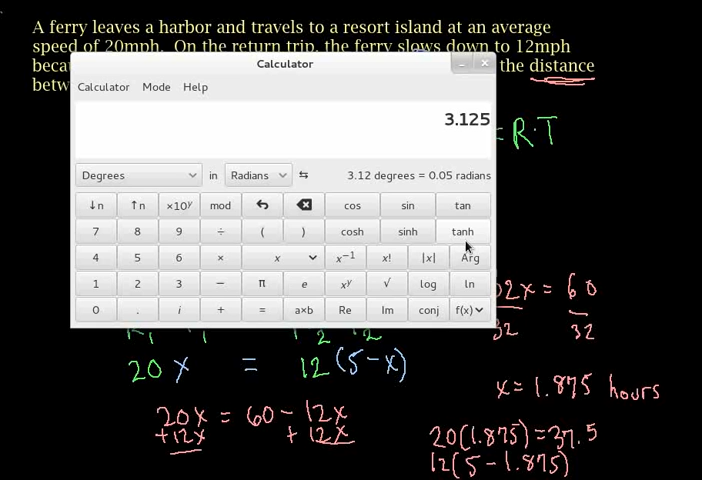 A ferry leaves a harbor and travels to a resort island at an average
speed of 20mph. On the return trip, the ferry slows down to 12mph
the distance
betw
Calculator
Calculator Mode Help
3.125
= R·T
Degrees in Radians 3.12 degrees = 0.05 radians
↓n ↑n ×10ʸ mod cos sin tan
7 8 9 ÷ ( ) cosh sinh tanh
4 5 6 × x x⁻¹ x! |x| Arg
1 2 3 − π e xʸ √ log ln
0 . i + = a×b Re Im conj f(x)
2x = 60
32 32
20x = 12(5-x)
x = 1.875 hours
20x = 60 - 12x
+12x + 12x
20(1.875) = 37.5
12(5 - 1.875)